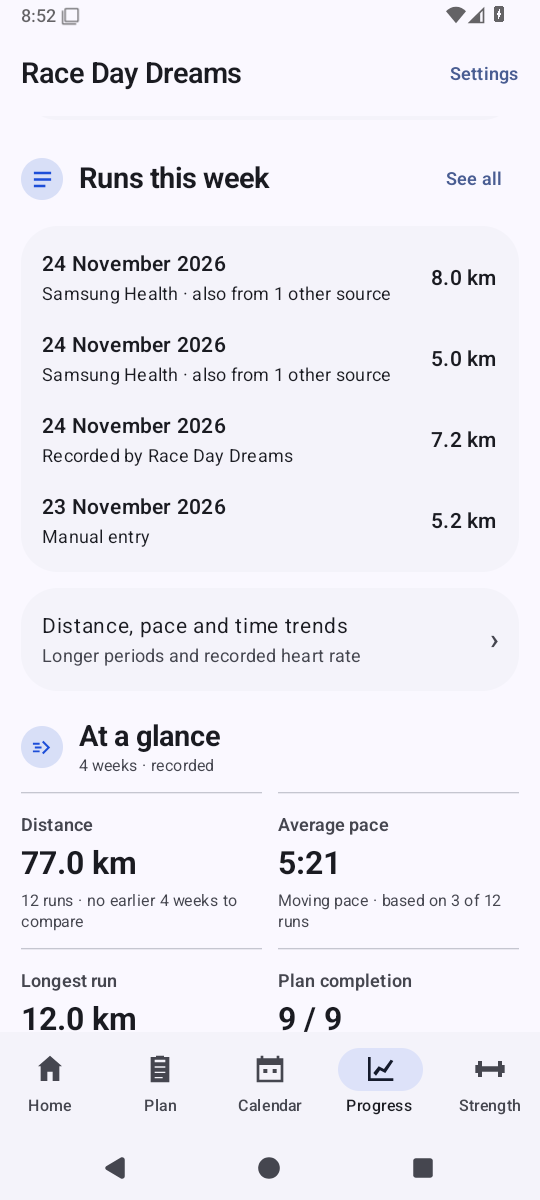 8:52
Race Day Dreams
Settings
Runs this week
See all
24 November 2026
Samsung Health · also from 1 other source
8.0 km
24 November 2026
Samsung Health · also from 1 other source
5.0 km
24 November 2026
Recorded by Race Day Dreams
7.2 km
23 November 2026
Manual entry
5.2 km
Distance, pace and time trends
Longer periods and recorded heart rate
›
At a glance
4 weeks · recorded
Distance
77.0 km
12 runs · no earlier 4 weeks to
compare
Average pace
5:21
Moving pace · based on 3 of 12
runs
Longest run
12.0 km
Plan completion
9 / 9
Home
Plan
Calendar
Progress
Strength